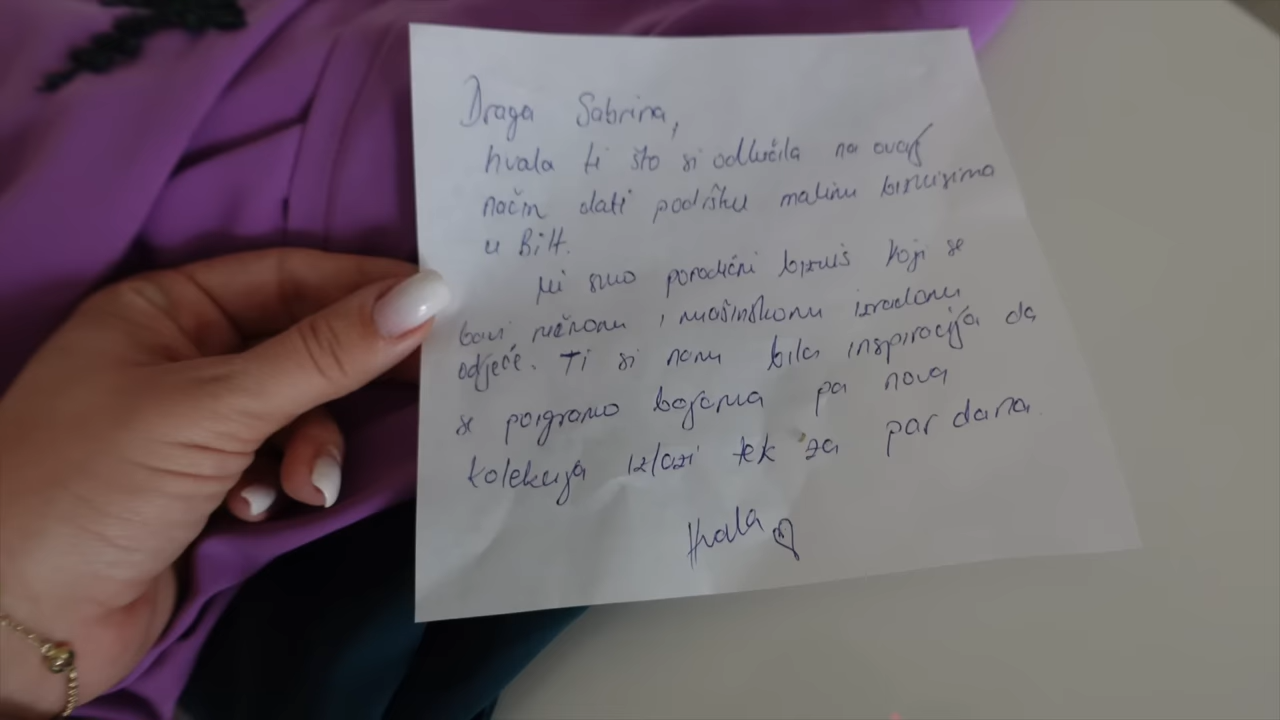 Draga Sabrina,
hvala ti što si odlučila na ovaj
način dati podršku malim biznisima
u BiH.
Mi smo porodični biznis koji se
bavi ručnom i mašinskom izradom
odjeće. Ti si nam bila inspiracija da
se poigramo bojama pa nova
kolekcija izlazi tek za par dana.
Hvala